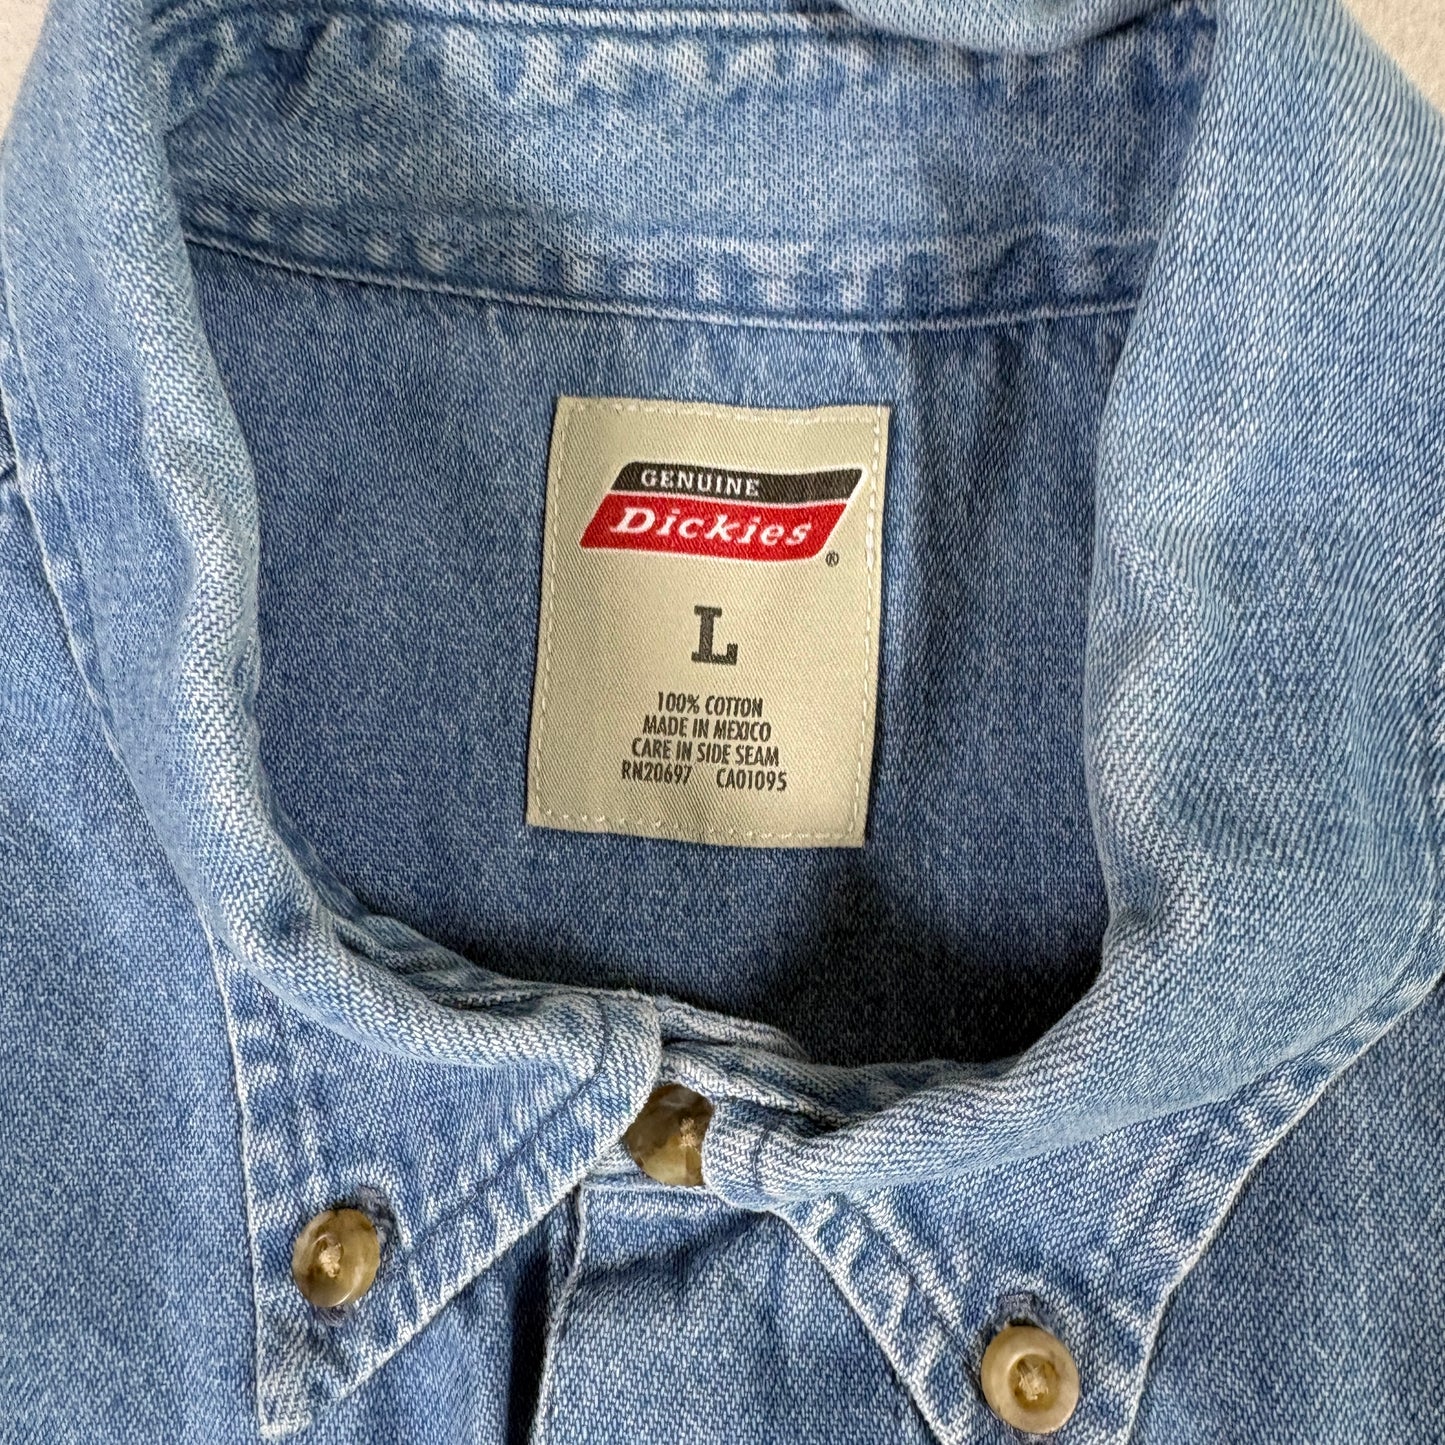 GENUINE
Dickies
®
L
100% COTTON
MADE IN MEXICO
CARE IN SIDE SEAM
RN20697 CA01095